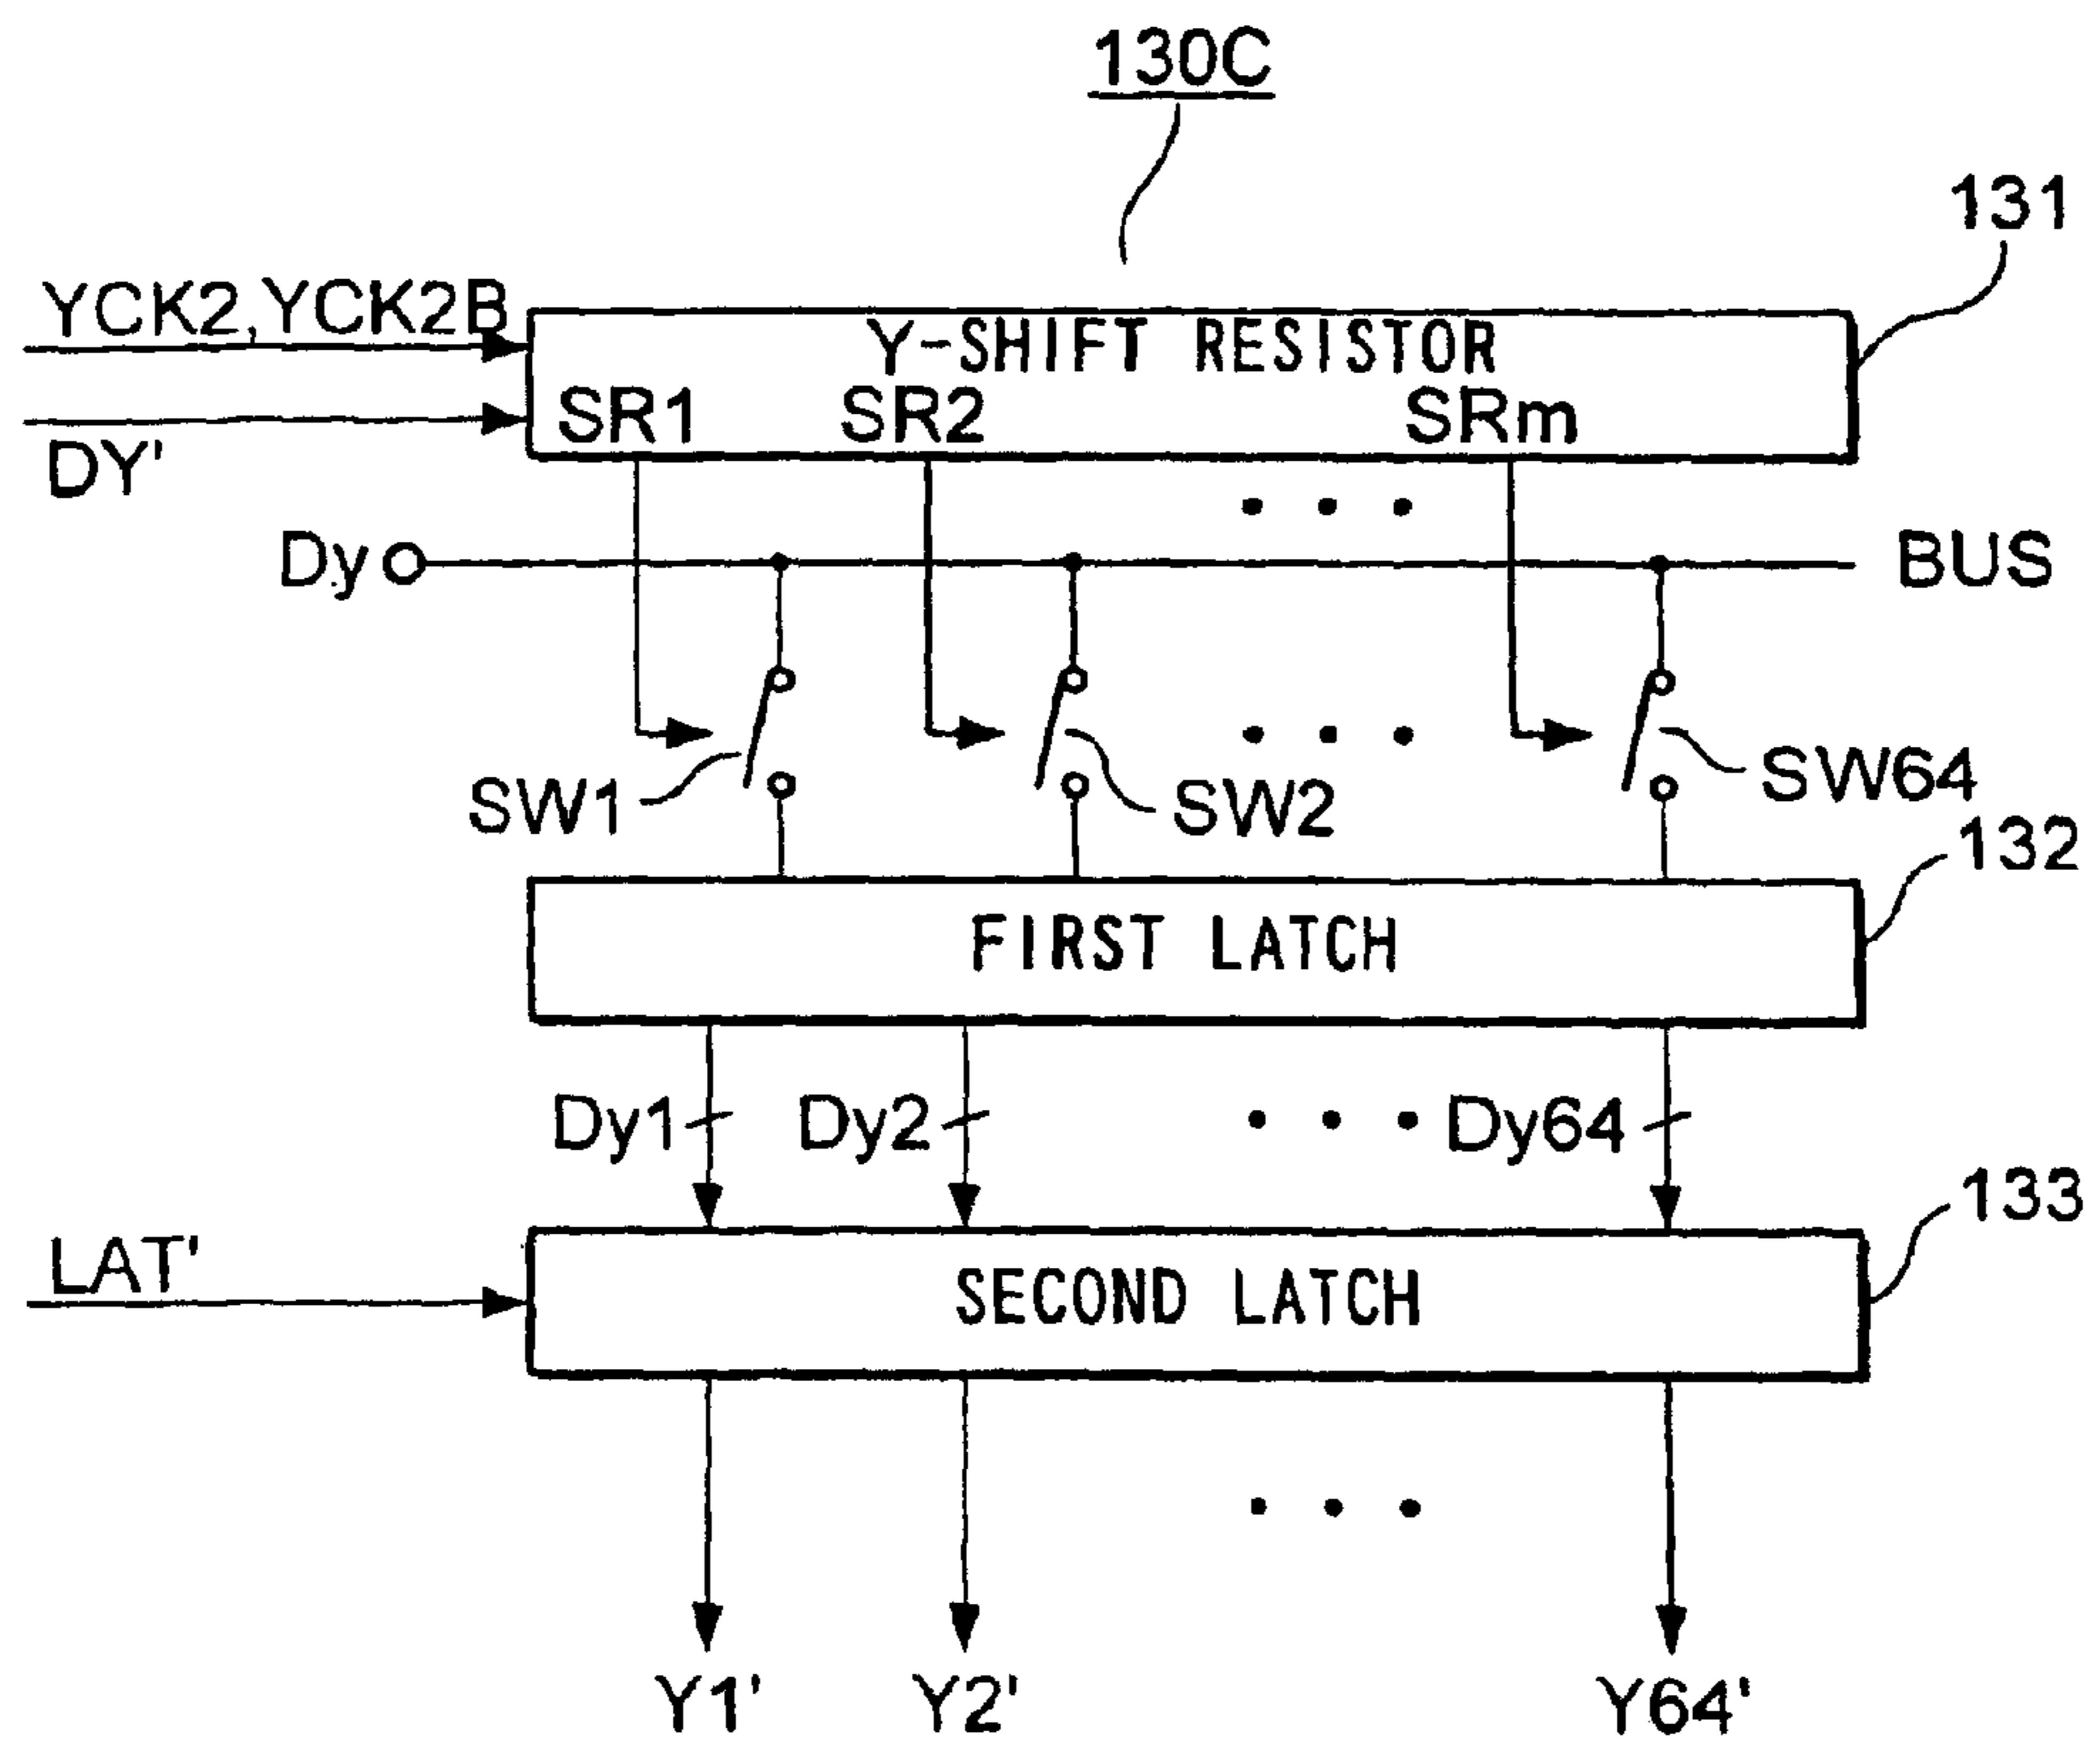 130C
131
YCK2,YCK2B
Y-SHIFT RESISTOR
SR1 SR2 SRm
DY'
Dy BUS
SW1 SW2 SW64
132
FIRST LATCH
Dy1 Dy2 Dy64
133
LAT'
SECOND LATCH
Y1' Y2' Y64'